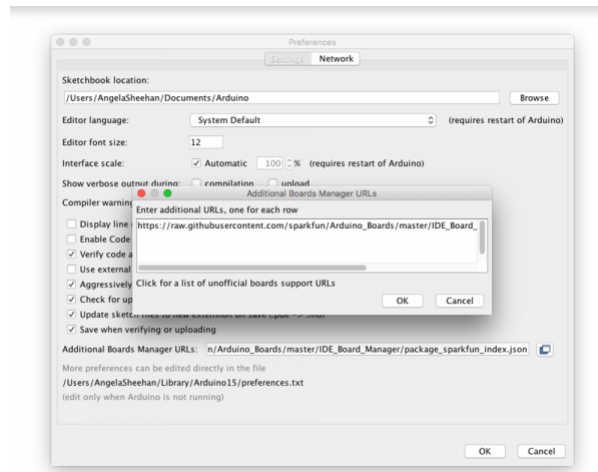 Preferences
Settings Network
Sketchbook location:
/Users/AngelaSheehan/Documents/Arduino Browse
Editor language: System Default (requires restart of Arduino)
Editor font size: 12
Interface scale: Automatic 100 % (requires restart of Arduino)
Show verbose output during: compilation upload
Additional Boards Manager URLs
Compiler warning
Enter additional URLs, one for each row
Display line
https://raw.githubusercontent.com/sparkfun/Arduino_Boards/master/IDE_Board_
Enable Code
Verify code a
Use external
Aggressively
Click for a list of unofficial boards support URLs
Check for up
OK Cancel
Update sketch files to new extension on save (.pde -> .ino)
Save when verifying or uploading
Additional Boards Manager URLs: n/Arduino_Boards/master/IDE_Board_Manager/package_sparkfun_index.json
More preferences can be edited directly in the file
/Users/AngelaSheehan/Library/Arduino15/preferences.txt
(edit only when Arduino is not running)
OK Cancel